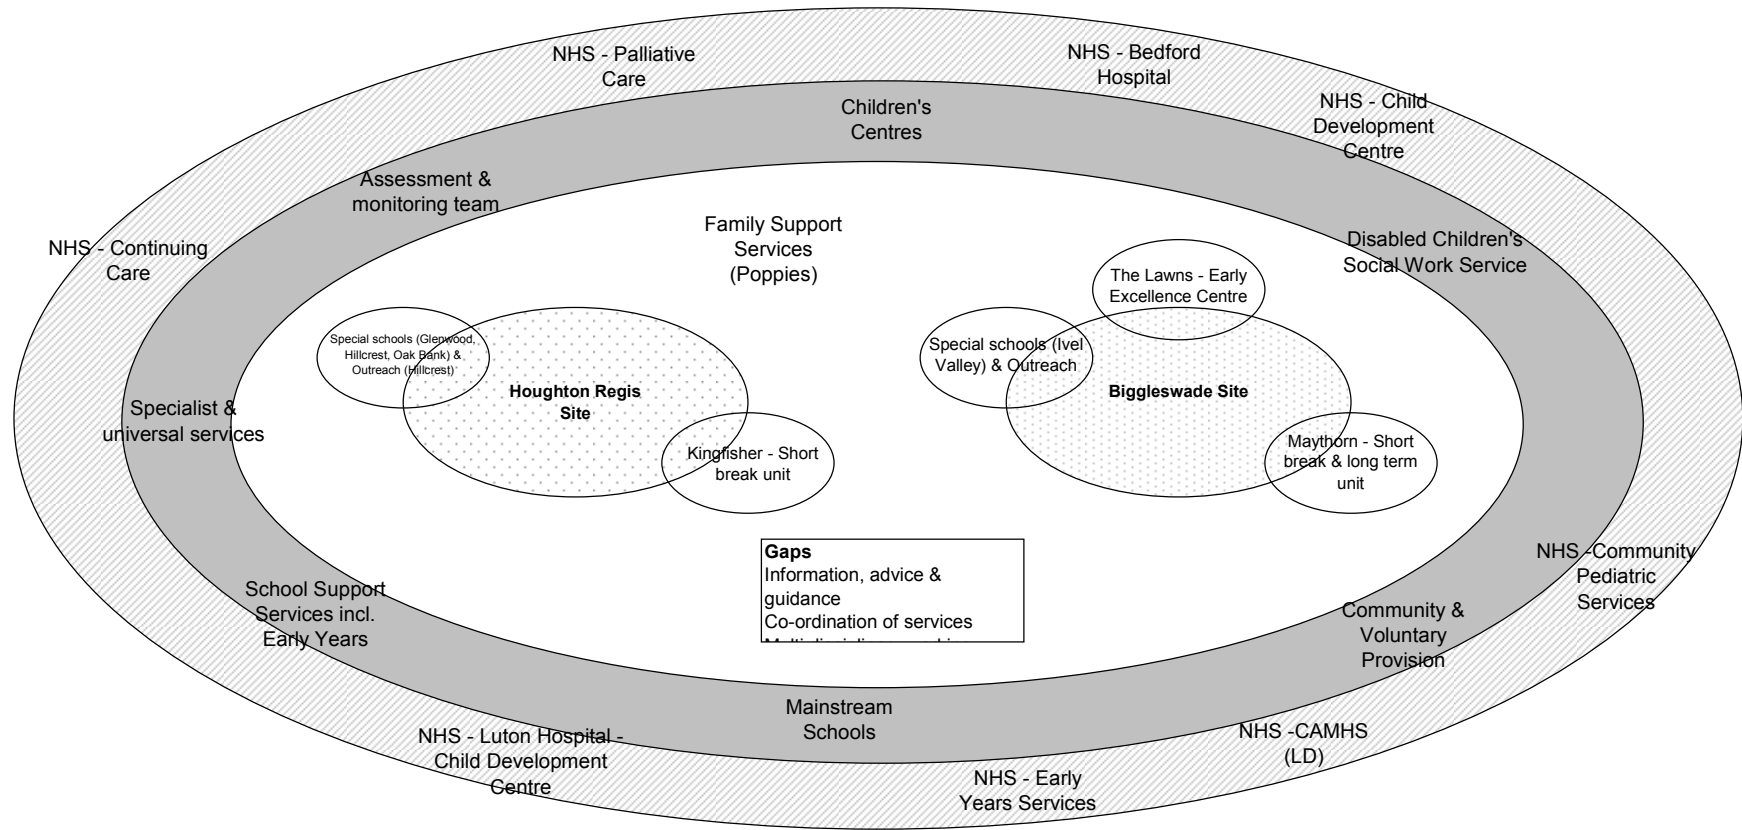 NHS - Palliative
Care
NHS - Bedford
Hospital
NHS - Child
Development
Centre
Children's
Centres
Assessment &
monitoring team
Family Support
Services
(Poppies)
Disabled Children's
Social Work Service
NHS - Continuing
Care
The Lawns - Early
Excellence Centre
Special schools (Glenwood,
Hillcrest, Oak Bank) &
Outreach (Hillcrest)
Special schools (Ivel
Valley) & Outreach
Houghton Regis
Site
Biggleswade Site
Specialist &
universal services
Kingfisher - Short
break unit
Maythorn - Short
break & long term
unit
Gaps
Information, advice &
guidance
Co-ordination of services
NHS -Community
Pediatric
Services
School Support
Services incl.
Early Years
Community &
Voluntary
Provision
Mainstream
Schools
NHS - Luton Hospital -
Child Development
Centre
NHS -CAMHS
(LD)
NHS - Early
Years Services